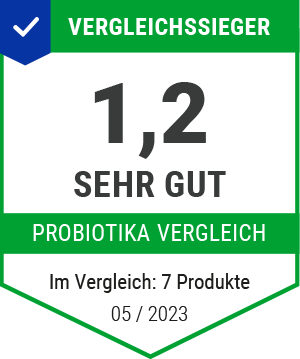 VERGLEICHSSIEGER
1,2
SEHR GUT
PROBIOTIKA VERGLEICH
Im Vergleich: 7 Produkte
05 / 2023